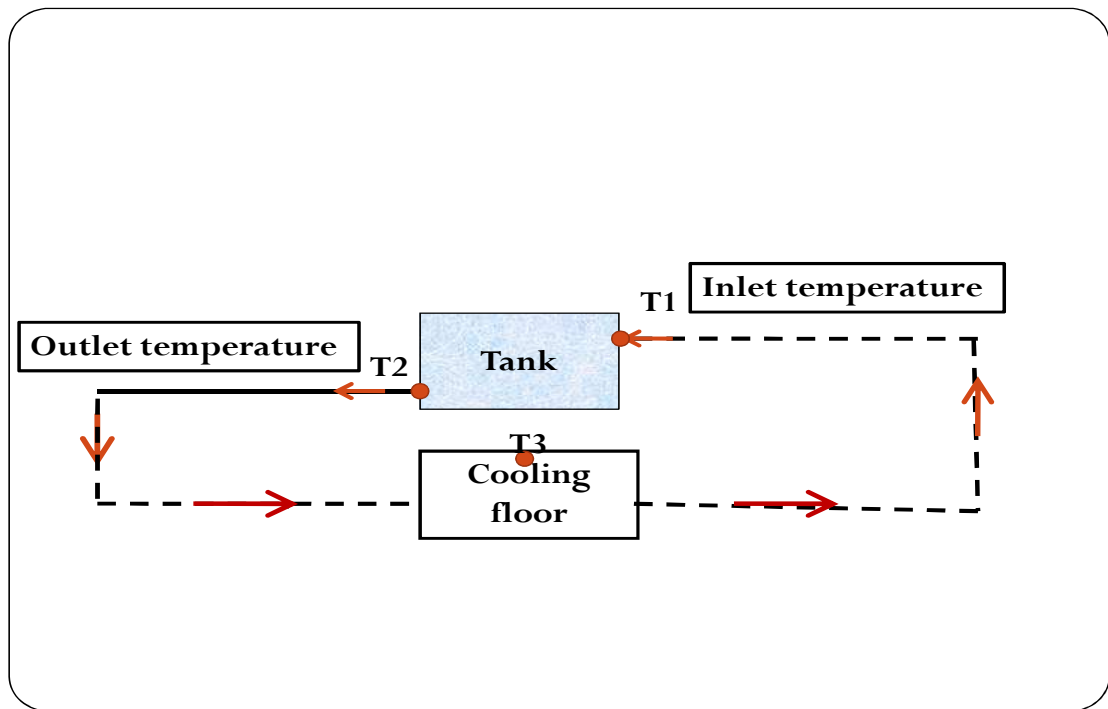 Inlet temperature
T1
Outlet temperature
T2
Tank
T3
Cooling
floor